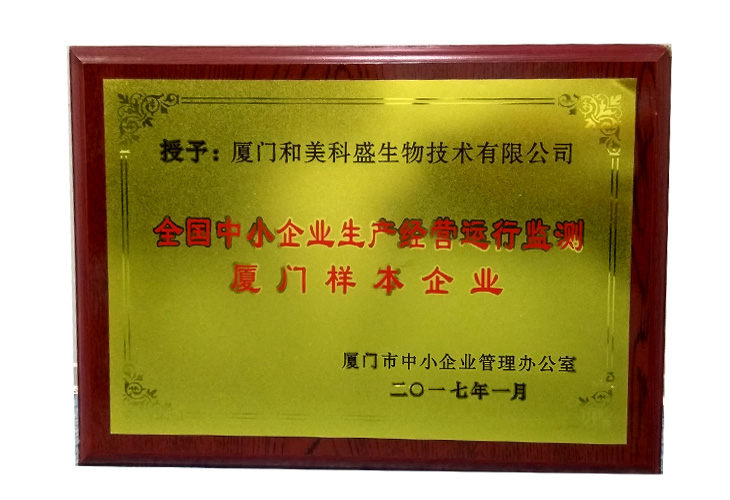 授予：厦门和美科盛生物技术有限公司
全国中小企业生产经营运行监测
厦门样本企业
厦门市中小企业管理办公室
二〇一七年一月